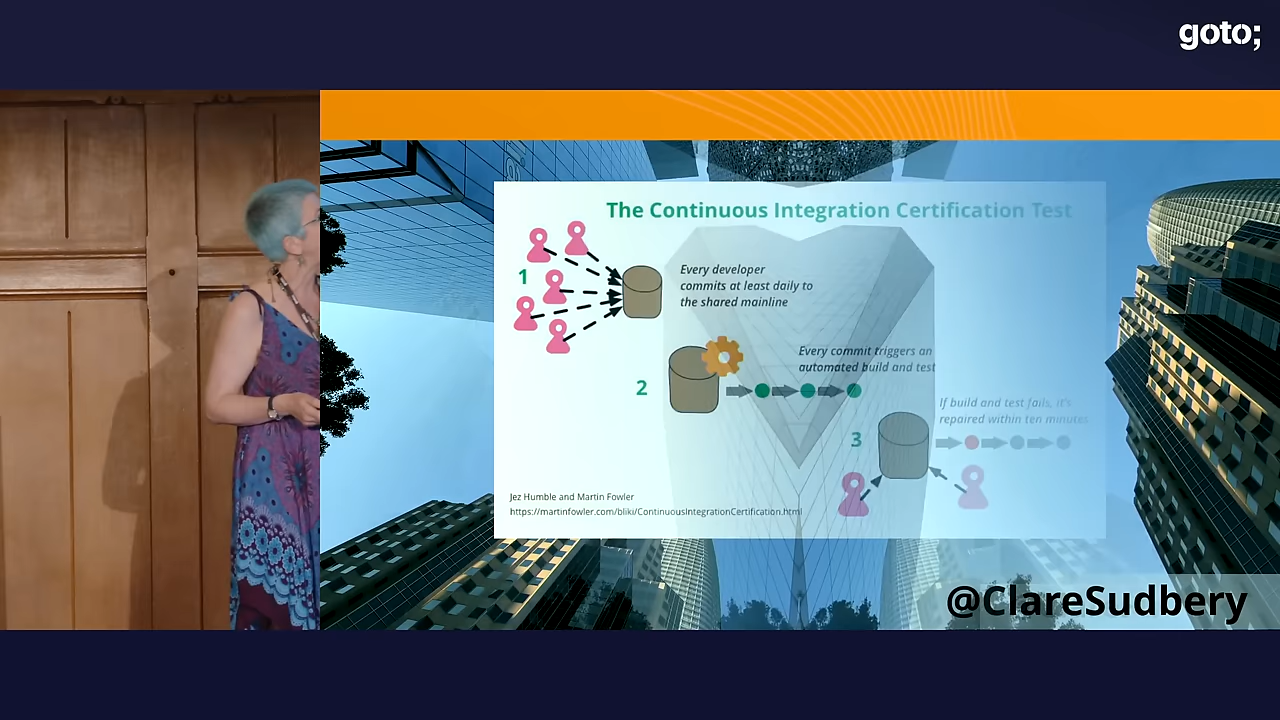 goto;
The Continuous Integration Certification Test
1
Every developer
commits at least daily to
the shared mainline
2
Every commit triggers an
automated build and test
3
If build and test fails, it's
repaired within ten minutes
Jez Humble and Martin Fowler
https://martinfowler.com/bliki/ContinuousIntegrationCertification.html
@ClareSudbery